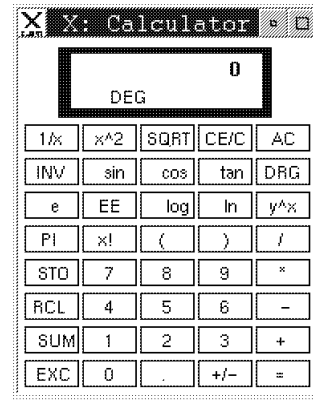 X: Calculator
0
DEG
1/x x^2 SQRT CE/C AC
INV sin cos tan DRG
e EE log ln y^x
PI x! ( ) /
STO 7 8 9 *
RCL 4 5 6 -
SUM 1 2 3 +
EXC 0 . +/- =